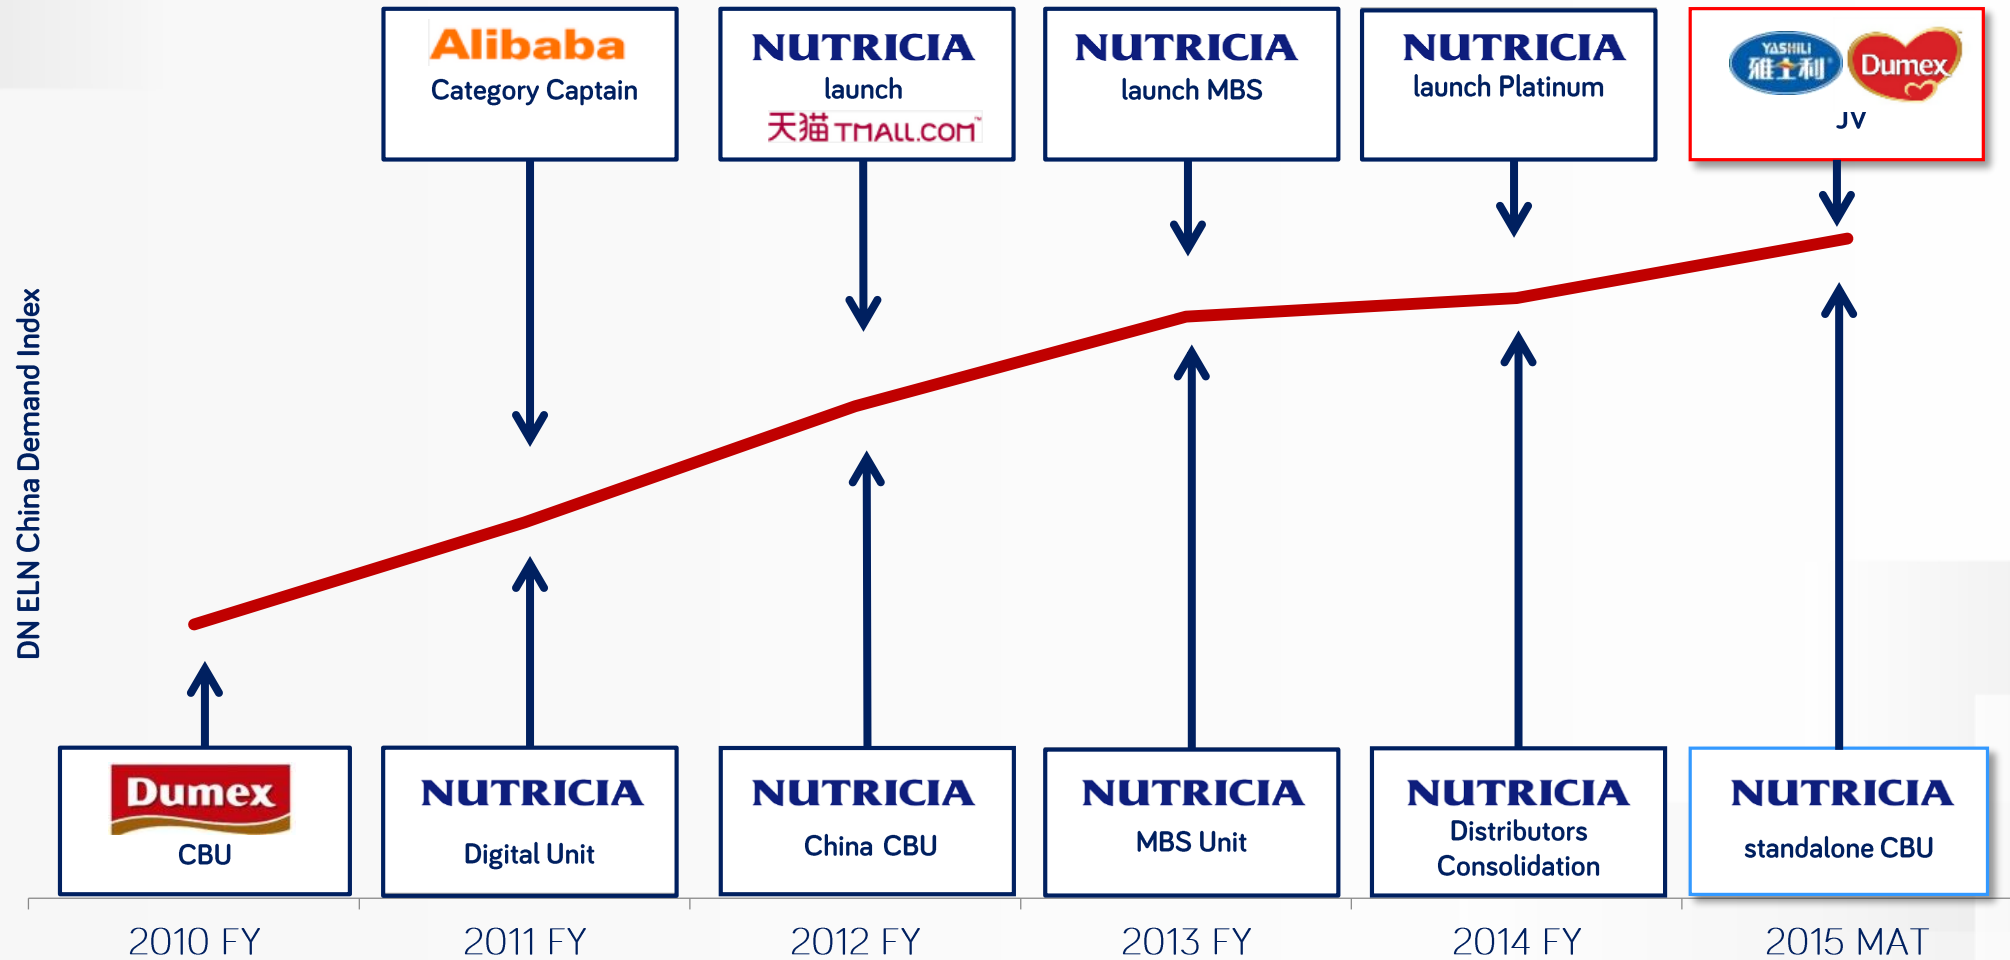 Alibaba
Category Captain
NUTRICIA
launch
天猫 TMALL.COM™
NUTRICIA
launch MBS
NUTRICIA
launch Platinum
YASHILI
雅士利®
Dumex
JV
DN ELN China Demand Index
Dumex
CBU
NUTRICIA
Digital Unit
NUTRICIA
China CBU
NUTRICIA
MBS Unit
NUTRICIA
Distributors
Consolidation
NUTRICIA
standalone CBU
2010 FY
2011 FY
2012 FY
2013 FY
2014 FY
2015 MAT